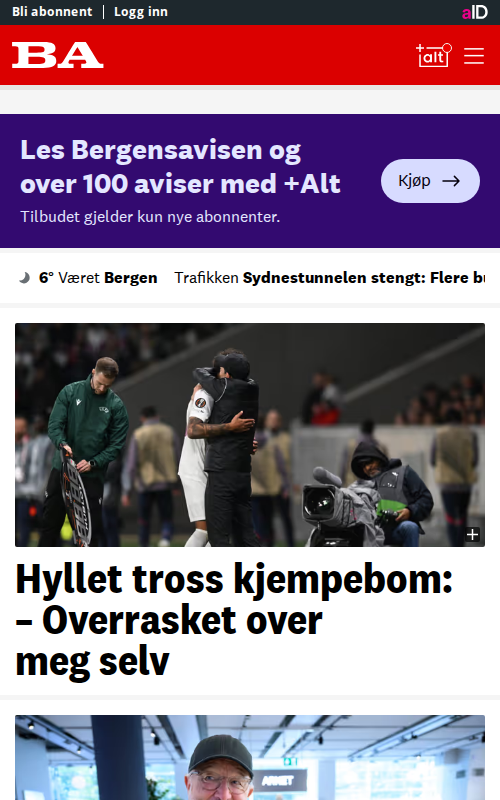 Bli abonnent | Logg inn
aID
BA
+alt
Les Bergensavisen og
over 100 aviser med +Alt
Tilbudet gjelder kun nye abonnenter.
Kjøp →
6° Været Bergen Trafikken Sydnestunnelen stengt: Flere bu
Hyllet tross kjempebom:
– Overrasket over
meg selv